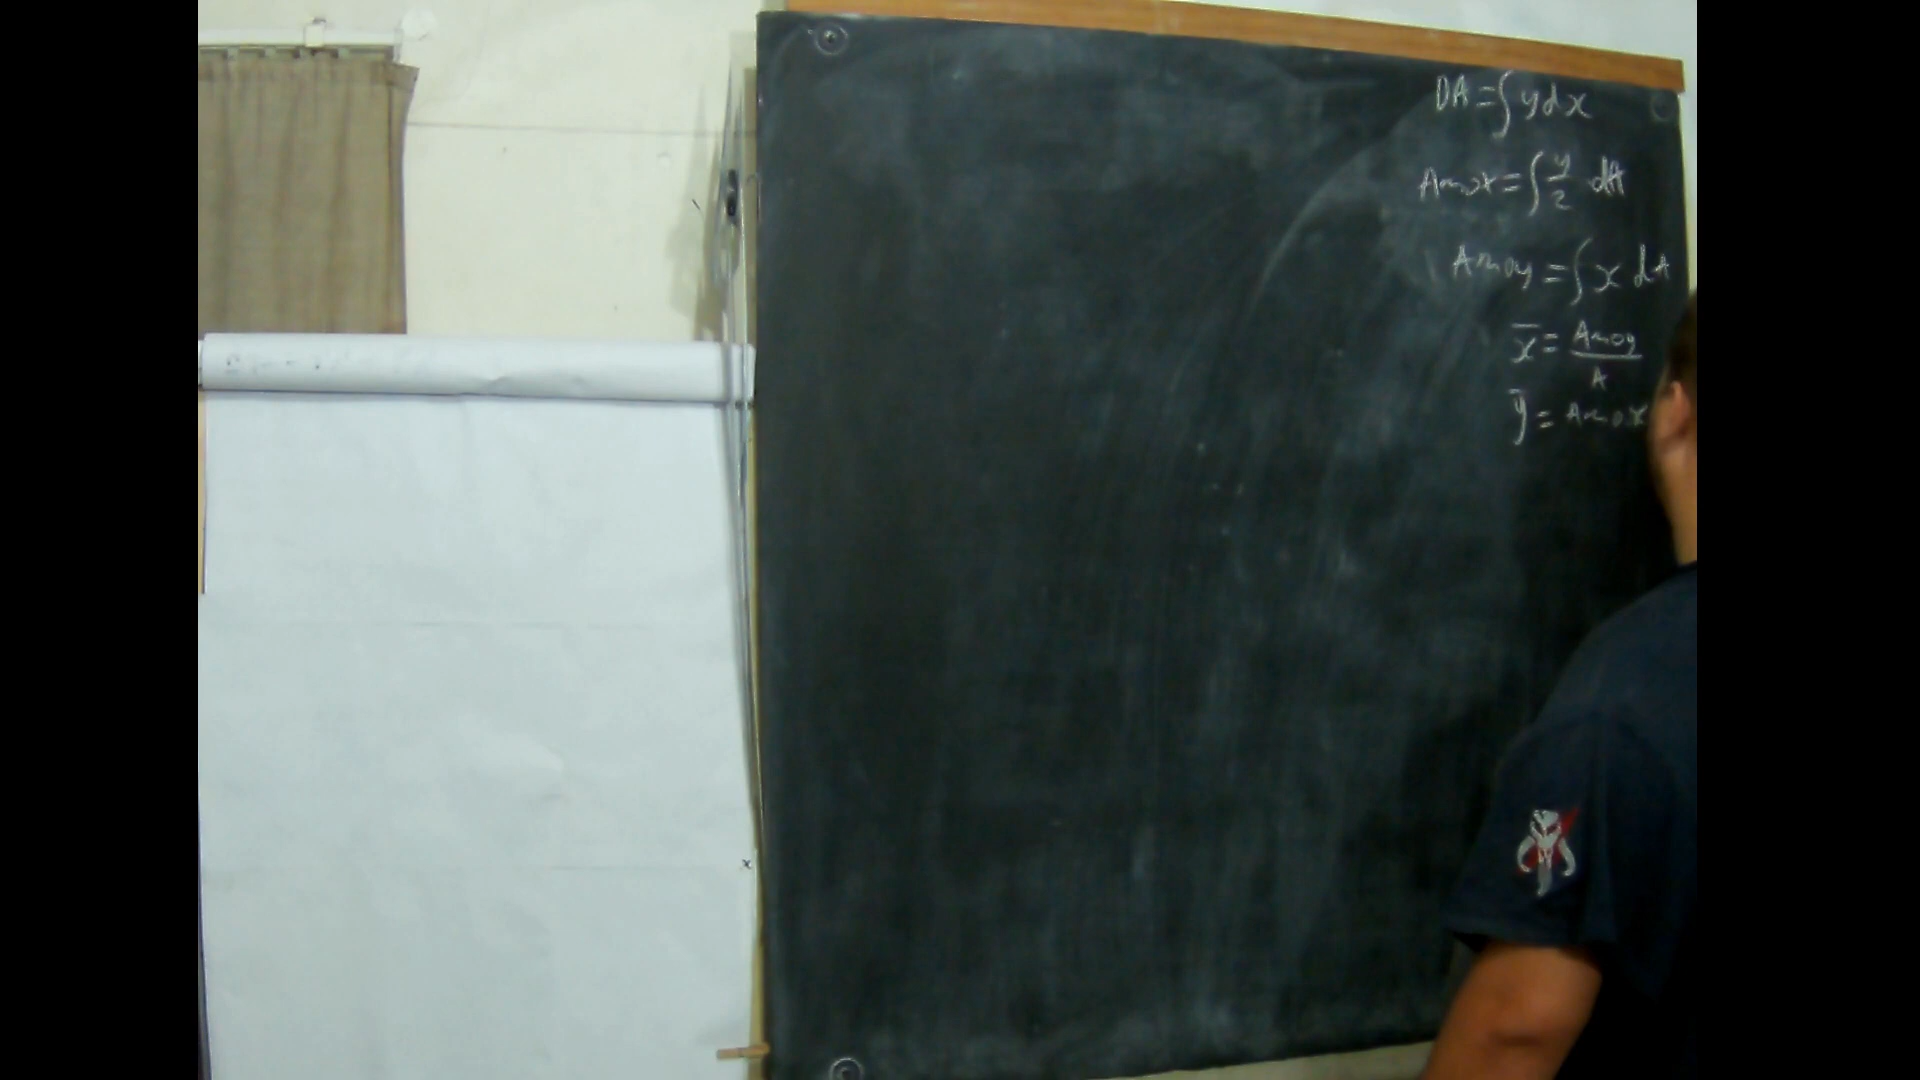 DA = ∫ y dx
Amox = ∫ y/2 dA
Amoy = ∫ x dA
x̄ = Amoy/A
ȳ = Amox
x